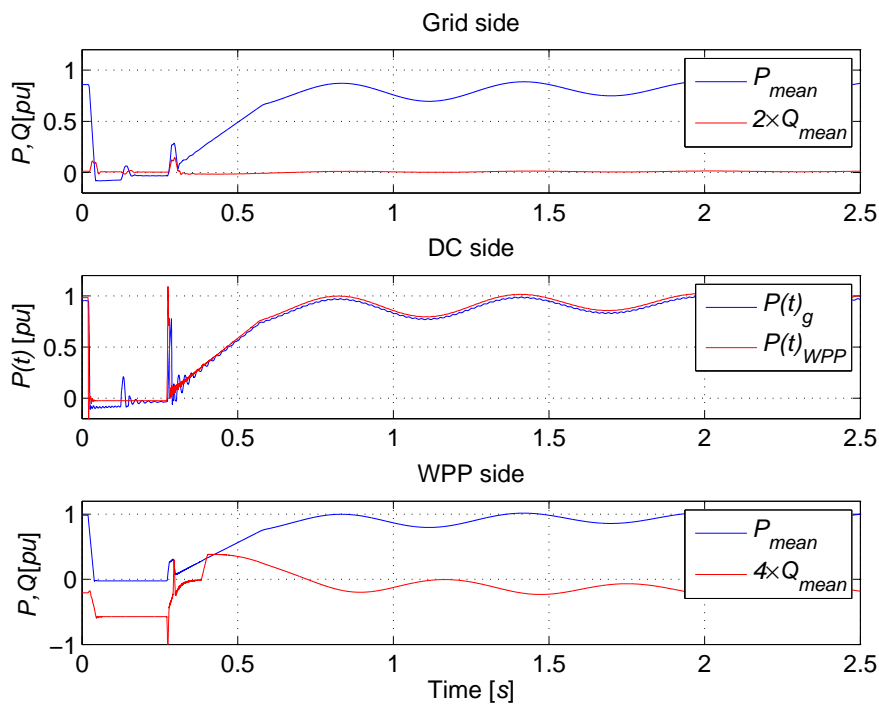 Grid side
P, Q[pu]
1
0.5
0
P_mean
2×Q_mean
0 0.5 1 1.5 2 2.5
DC side
P(t) [pu]
1
0.5
0
P(t)_g
P(t)_WPP
0 0.5 1 1.5 2 2.5
WPP side
P, Q[pu]
1
0
−1
P_mean
4×Q_mean
0 0.5 1 1.5 2 2.5
Time [s]